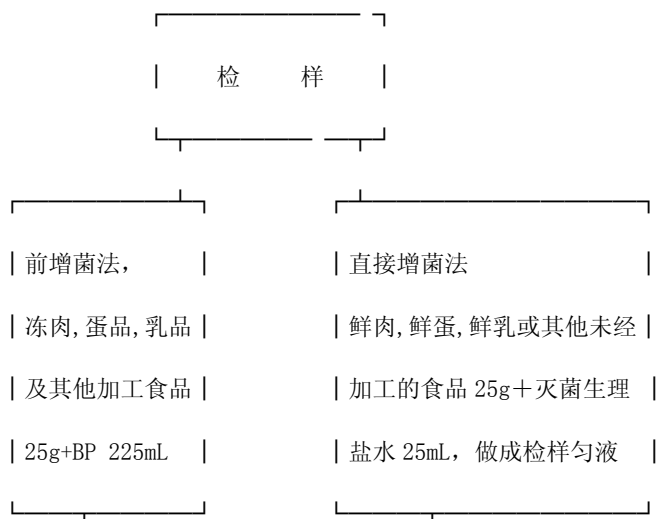 检 样
前增菌法,
冻肉,蛋品,乳品
及其他加工食品
25g+BP 225mL
直接增菌法
鲜肉,鲜蛋,鲜乳或其他未经
加工的食品 25g＋灭菌生理
盐水 25mL，做成检样匀液